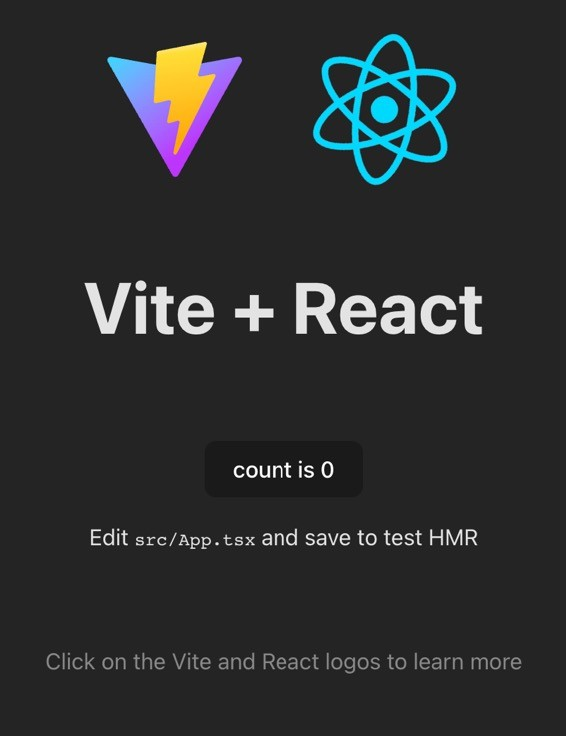 Vite + React
count is 0
Edit src/App.tsx and save to test HMR
Click on the Vite and React logos to learn more